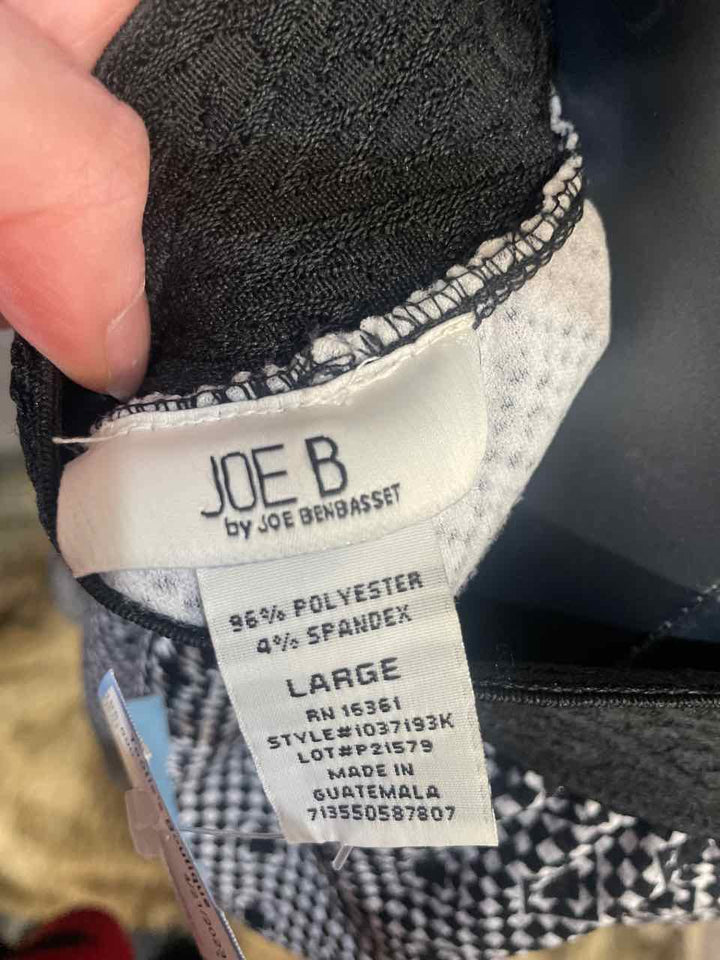 JOE B
by JOE BENBASSET
96% POLYESTER
4% SPANDEX
LARGE
RN 16361
STYLE#1037193K
LOT#P21579
MADE IN
GUATEMALA
713550587807